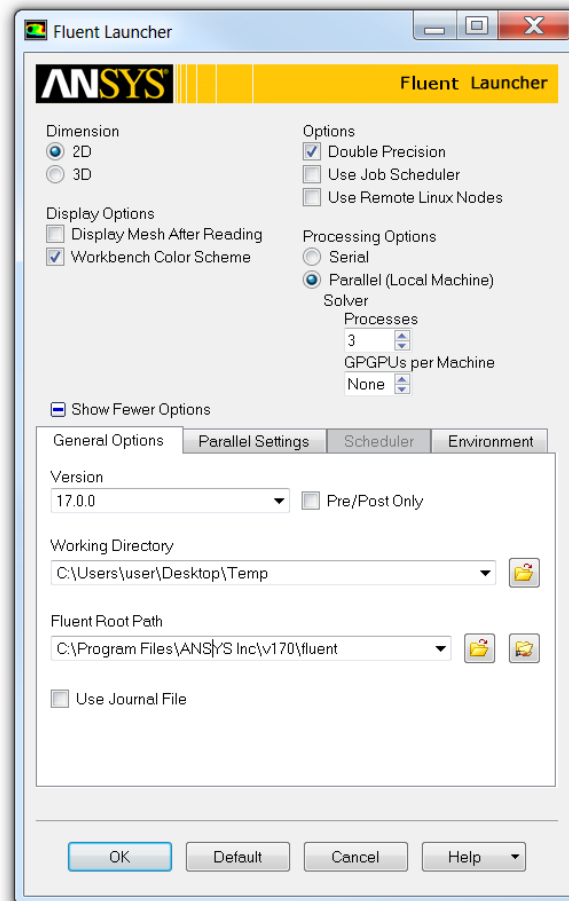 Fluent Launcher
ANSYS®
Fluent Launcher
Dimension
2D
3D
Display Options
Display Mesh After Reading
Workbench Color Scheme
Options
Double Precision
Use Job Scheduler
Use Remote Linux Nodes
Processing Options
Serial
Parallel (Local Machine)
Solver
Processes
3
GPGPUs per Machine
None
Show Fewer Options
General Options
Parallel Settings
Scheduler
Environment
Version
17.0.0
Pre/Post Only
Working Directory
C:\Users\user\Desktop\Temp
Fluent Root Path
C:\Program Files\ANSYS Inc\v170\fluent
Use Journal File
OK
Default
Cancel
Help